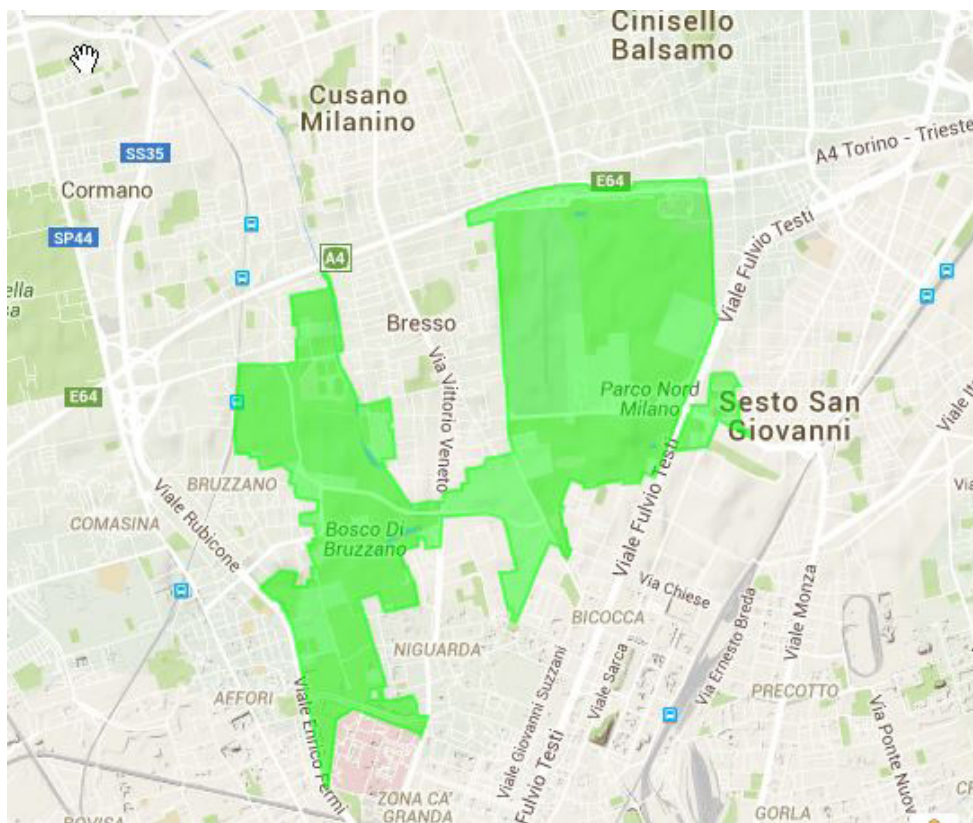 Cinisello
Balsamo
Cusano
Milanino
A4 Torino - Trieste
SS35
Cormano
E64
SP44
A4
Viale Fulvio Testi
ella
sa
Bresso
Via Vittorio Veneto
E64
Parco Nord
Milano
Sesto San
Giovanni
BRUZZANO
Viale Rubicone
COMASINA
Bosco Di
Bruzzano
Viale Fulvio Testi
Via Chiese
Via Ernesto Breda
Viale Monza
BICOCCA
NIGUARDA
Viale Giovanni Suzzani
Viale Sarca
AFFORI
Viale Enrico Fermi
PRECOTTO
Via Ponte Nuov
Fulvio Testi
ZONA CA'
GRANDA
GORLA